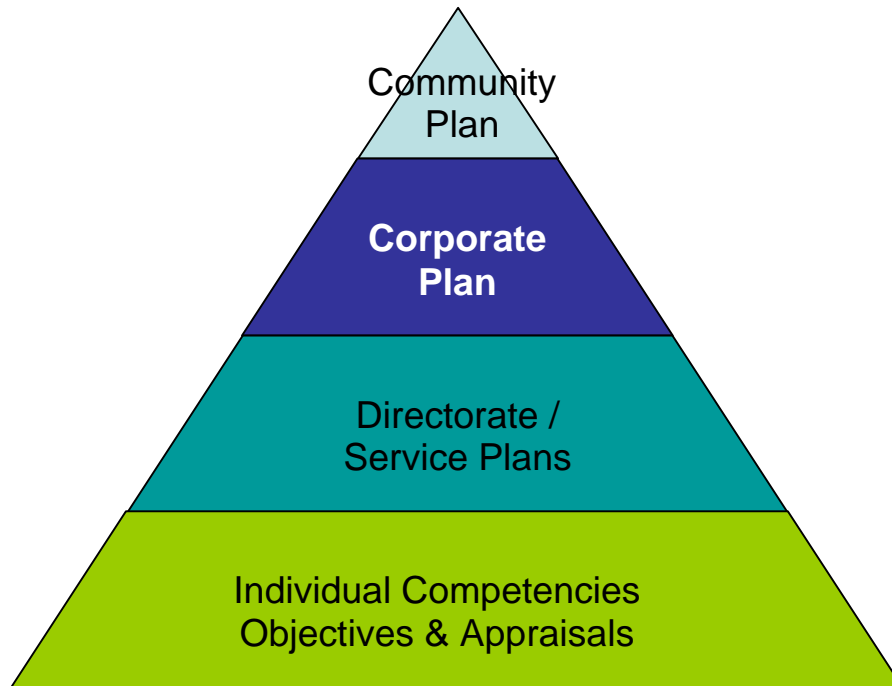 Community
Plan
Corporate
Plan
Directorate /
Service Plans
Individual Competencies
Objectives & Appraisals